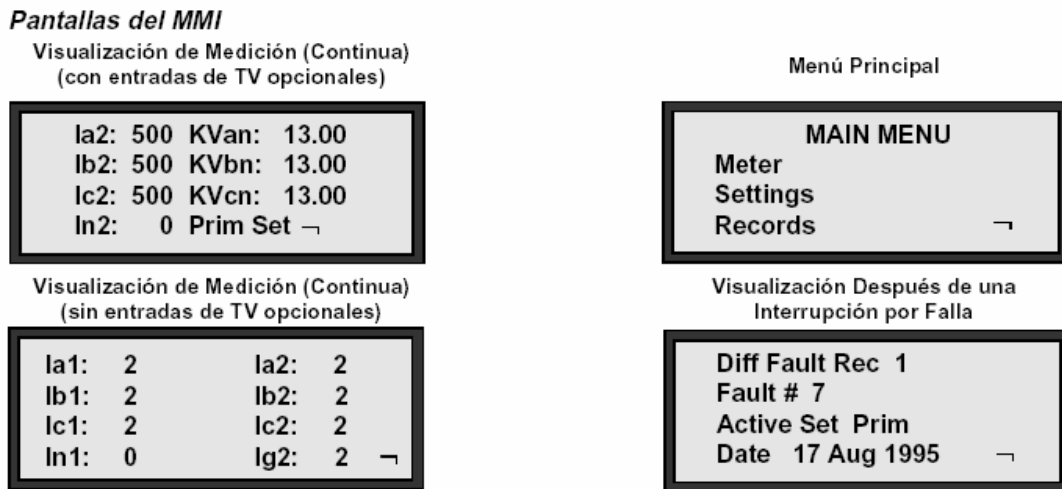 Pantallas del MMI
Visualización de Medición (Continua)
(con entradas de TV opcionales)
Ia2: 500 KVan: 13.00
Ib2: 500 KVbn: 13.00
Ic2: 500 KVcn: 13.00
In2: 0 Prim Set ¬
Menú Principal
MAIN MENU
Meter
Settings
Records ¬
Visualización de Medición (Continua)
(sin entradas de TV opcionales)
Ia1: 2 Ia2: 2
Ib1: 2 Ib2: 2
Ic1: 2 Ic2: 2
In1: 0 Ig2: 2 ¬
Visualización Después de una
Interrupción por Falla
Diff Fault Rec 1
Fault # 7
Active Set Prim
Date 17 Aug 1995 ¬